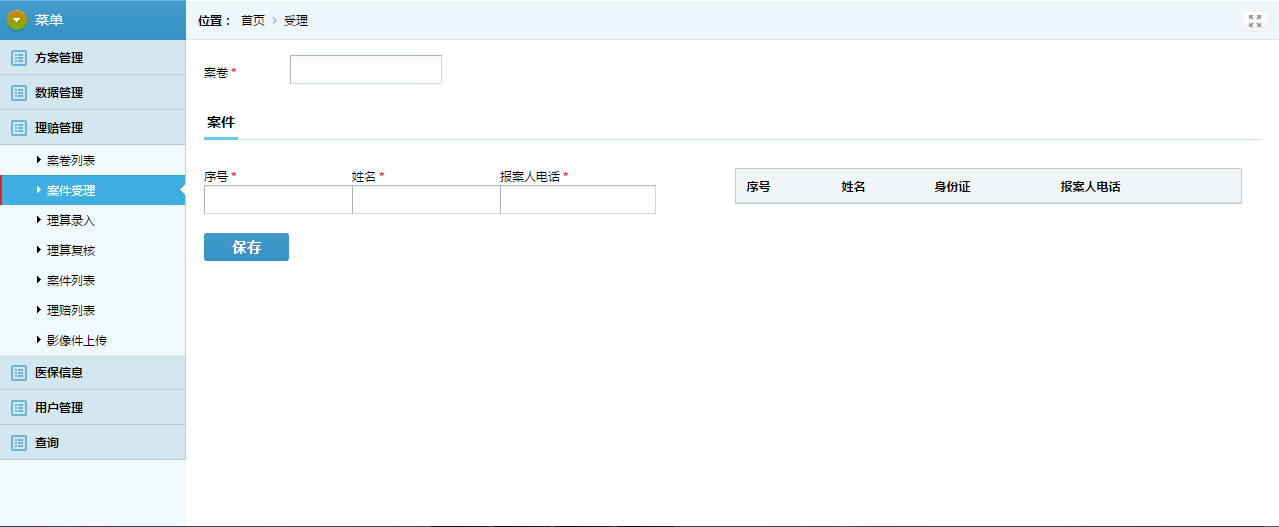 菜单
方案管理
数据管理
理赔管理
案卷列表
案件受理
理算录入
理算复核
案件列表
理赔列表
影像件上传
医保信息
用户管理
查询
位置： 首页 > 受理
案卷 *
案件
序号 * 姓名 * 报案人电话 *
保存
序号 姓名 身份证 报案人电话